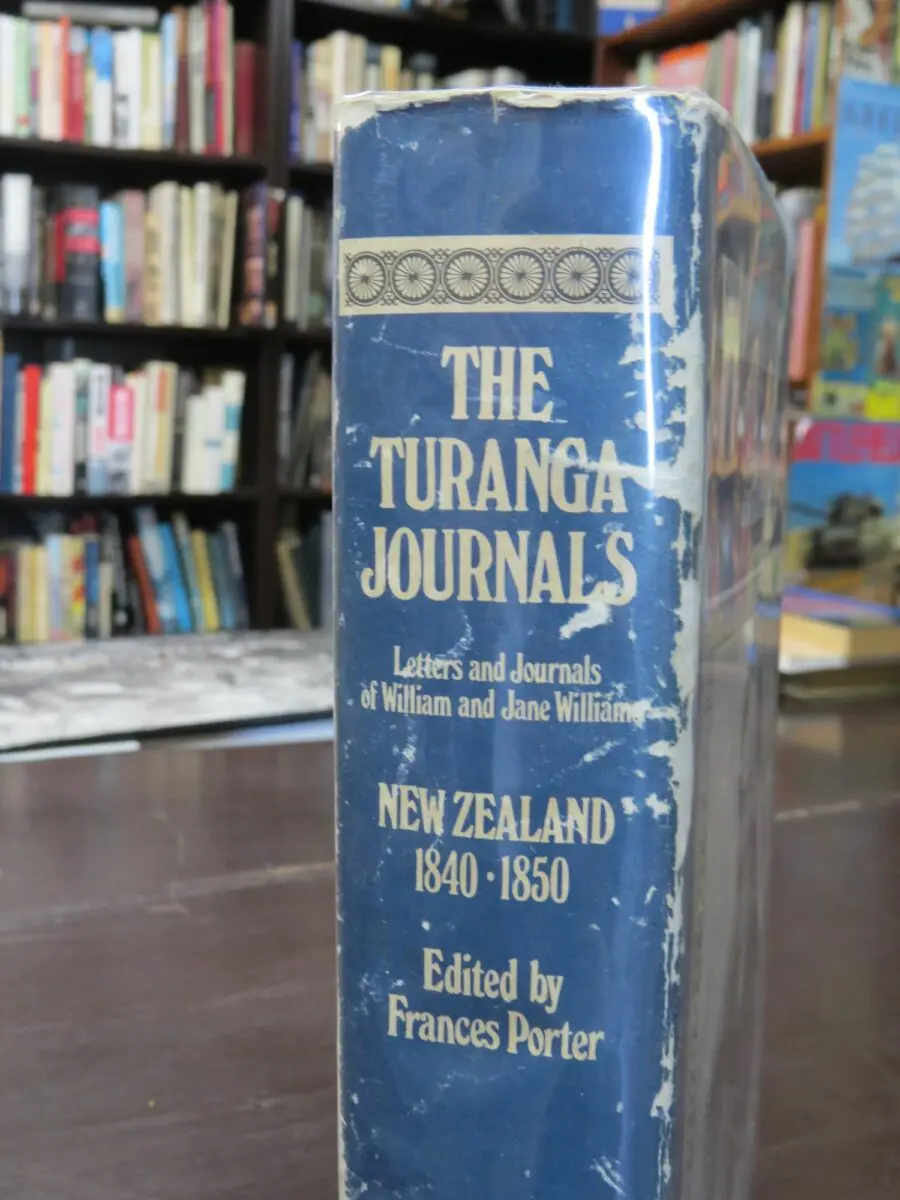 THE
TURANGA
JOURNALS
Letters and Journals
of William and Jane Williams
NEW ZEALAND
1840 · 1850
Edited by
Frances Porter